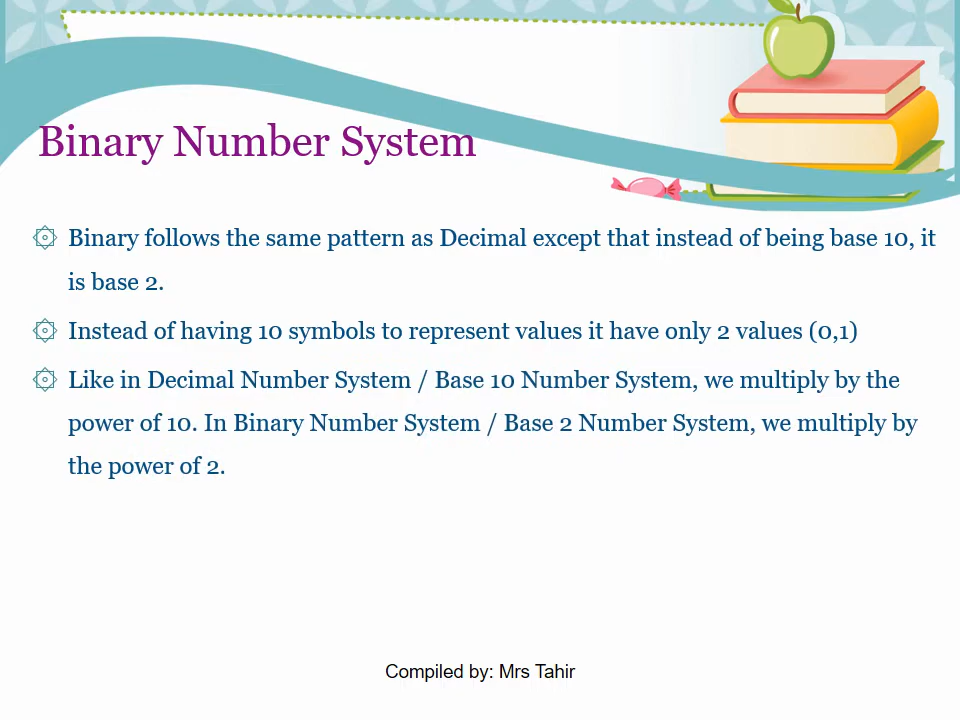 Binary Number System
Binary follows the same pattern as Decimal except that instead of being base 10, it
is base 2.
Instead of having 10 symbols to represent values it have only 2 values (0,1)
Like in Decimal Number System / Base 10 Number System, we multiply by the
power of 10. In Binary Number System / Base 2 Number System, we multiply by
the power of 2.
Compiled by: Mrs Tahir